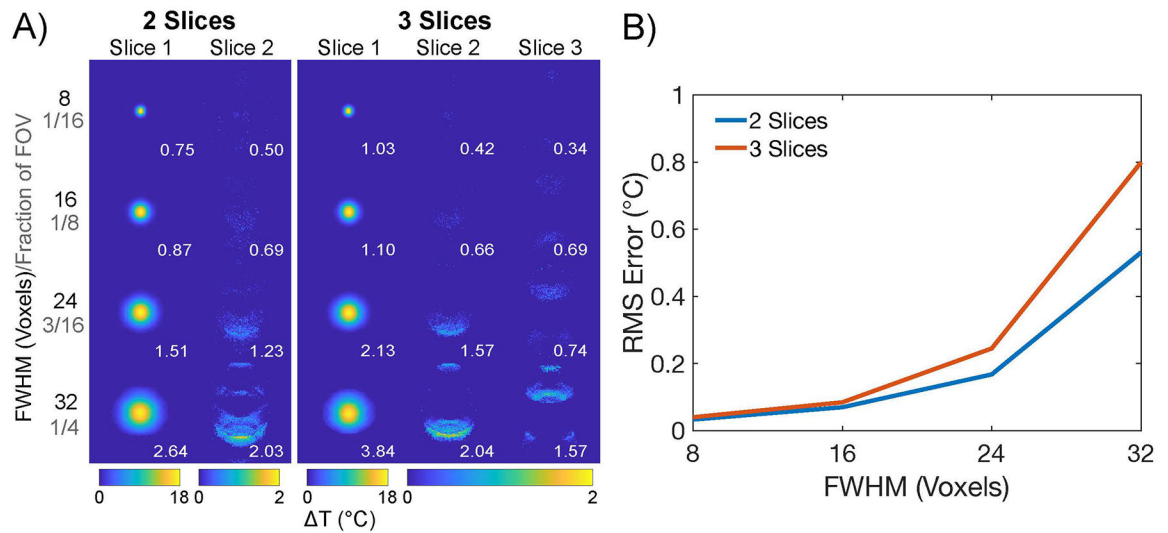 A)
2 Slices 3 Slices
Slice 1 Slice 2 Slice 1 Slice 2 Slice 3
FWHM (Voxels)/Fraction of FOV
8
1/16
0.75 0.50 1.03 0.42 0.34
16
1/8
0.87 0.69 1.10 0.66 0.69
24
3/16
1.51 1.23 2.13 1.57 0.74
32
1/4
2.64 2.03 3.84 2.04 1.57
0 18 0 2 0 18 0 2
ΔT (°C)
B)
1
0.8
0.6
0.4
0.2
0
RMS Error (°C)
2 Slices
3 Slices
8 16 24 32
FWHM (Voxels)